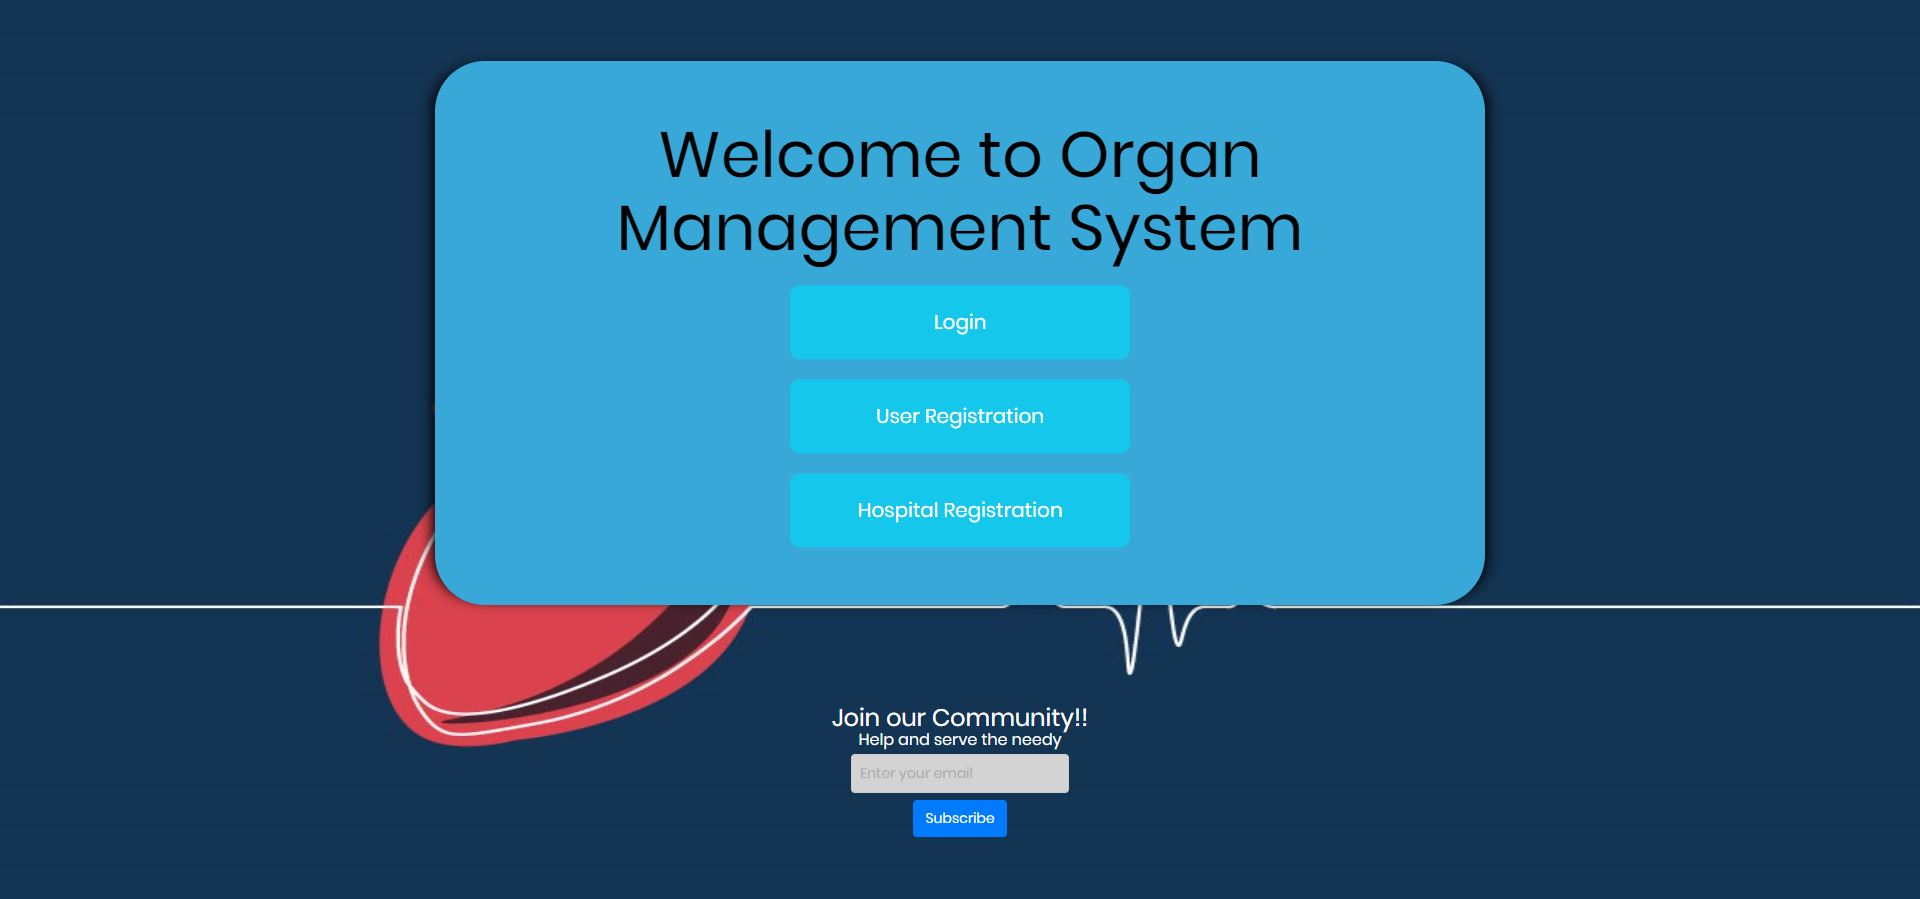 Welcome to Organ
Management System
Login
User Registration
Hospital Registration
Join our Community!!
Help and serve the needy
Enter your email
Subscribe